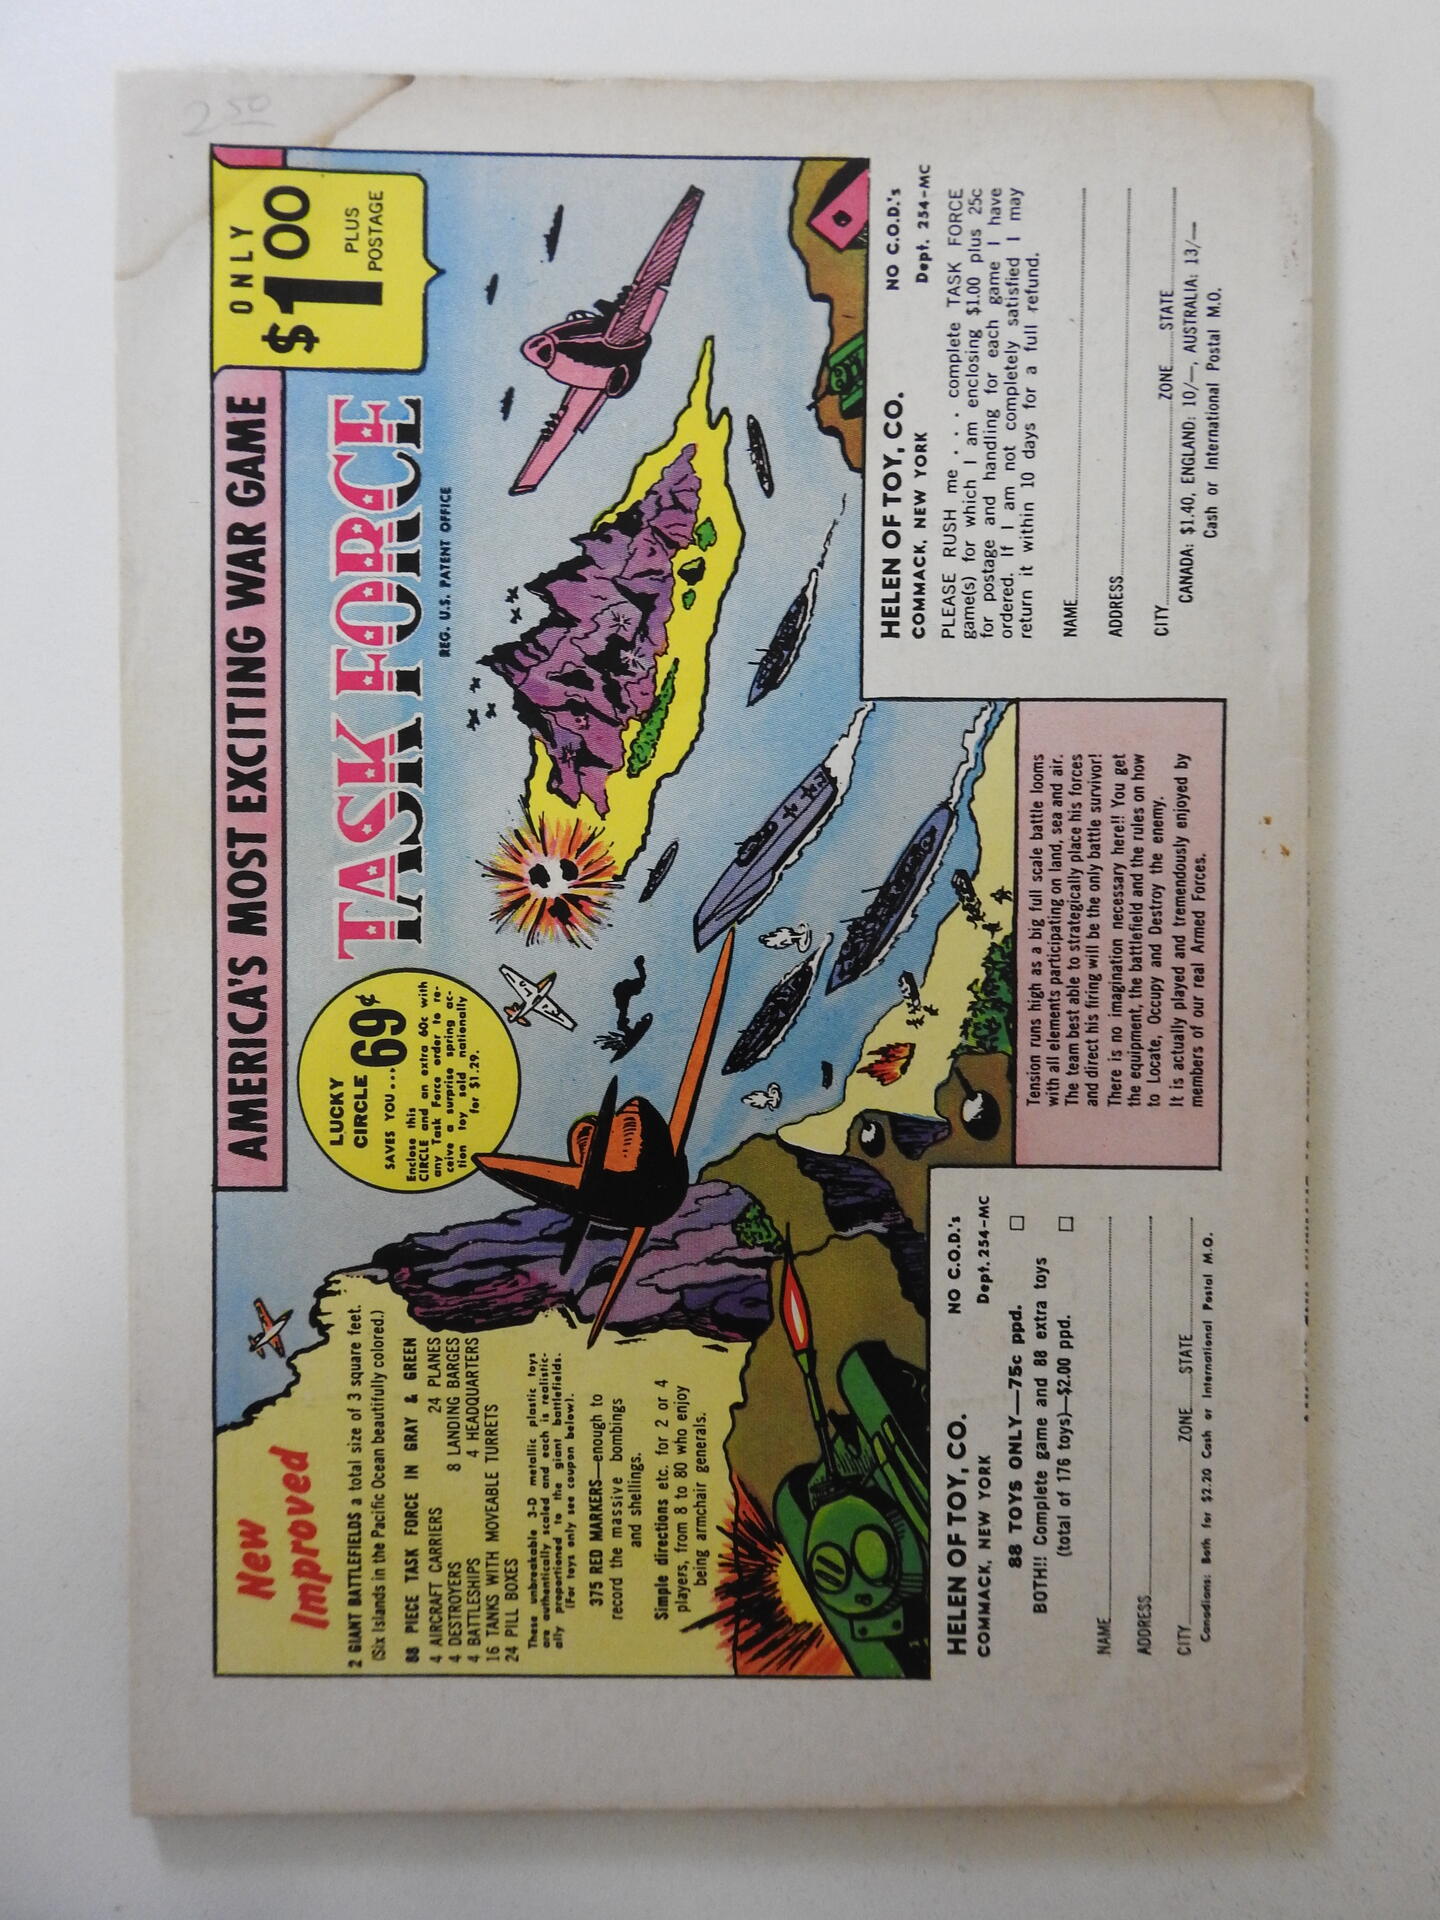 2 50
AMERICA'S MOST EXCITING WAR GAME
ONLY
$1 00
PLUS
POSTAGE
TASK FORCE
REG. U.S. PATENT OFFICE
LUCKY
CIRCLE
SAVES YOU... 69¢
Enclose this
CIRCLE and an extra 60c with
any Task Force order to re-
ceive a surprise spring ac-
tion toy sold nationally
for $1.29.
New
Improved
2 GIANT BATTLEFIELDS a total size of 3 square feet.
(Six Islands in the Pacific Ocean beautifully colored.)
88 PIECE TASK FORCE IN GRAY & GREEN
4 AIRCRAFT CARRIERS 24 PLANES
4 DESTROYERS 8 LANDING BARGES
4 BATTLESHIPS 4 HEADQUARTERS
16 TANKS WITH MOVEABLE TURRETS
24 PILL BOXES
These unbreakable 3-D metallic plastic toys
are authentically scaled and each is realistic-
ally proportioned to the giant battlefields.
(For toys only see coupon below).
375 RED MARKERS—enough to
record the massive bombings
and shellings.
Simple directions etc. for 2 or 4
players, from 8 to 80 who enjoy
being armchair generals.
8
HELEN OF TOY, CO. NO C.O.D.'s
COMMACK, NEW YORK Dept. 254-MC
88 TOYS ONLY—75c ppd. □
BOTH!! Complete game and 88 extra toys
(total of 176 toys)—$2.00 ppd. □
NAME
ADDRESS
CITY ZONE STATE
Canadians: Both for $2.20 Cash or International Postal M.O.
Tension runs high as a big full scale battle looms
with all elements participating on land, sea and air.
The team best able to strategically place his forces
and direct his firing will be the only battle survivor!
There is no imagination necessary here!! You get
the equipment, the battlefield and the rules on how
to Locate, Occupy and Destroy the enemy.
It is actually played and tremendously enjoyed by
members of our real Armed Forces.
HELEN OF TOY, CO. NO C.O.D.'s
COMMACK, NEW YORK Dept. 254-MC
PLEASE RUSH me . . . complete TASK FORCE
game(s) for which I am enclosing $1.00 plus 25c
for postage and handling for each game I have
ordered. If I am not completely satisfied I may
return it within 10 days for a full refund.
NAME
ADDRESS
CITY ZONE STATE
CANADA: $1.40, ENGLAND: 10/—, AUSTRALIA: 13/—
Cash or International Postal M.O.